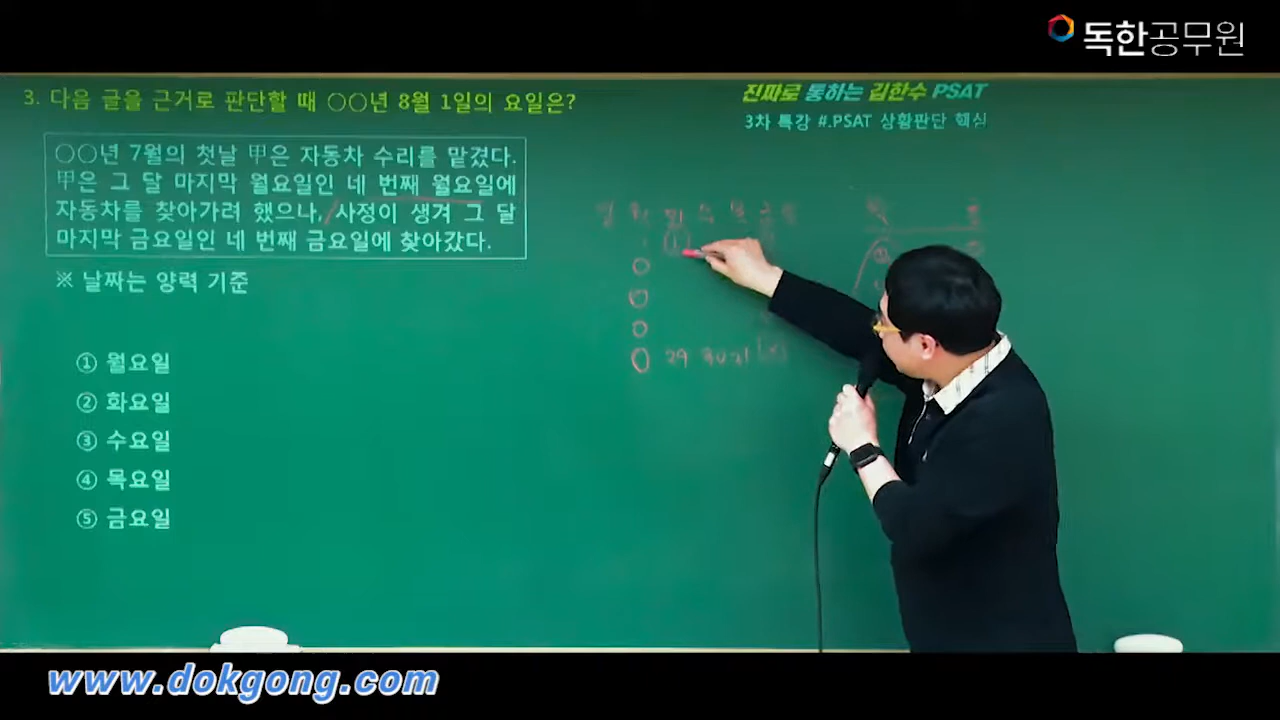 독한공무원
3. 다음 글을 근거로 판단할 때 ○○년 8월 1일의 요일은?
진짜로 통하는 김한수 PSAT
3차 특강 #.PSAT 상황판단 핵심
○○년 7월의 첫날 甲은 자동차 수리를 맡겼다.
甲은 그 달 마지막 월요일인 네 번째 월요일에
자동차를 찾아가려 했으나, 사정이 생겨 그 달
마지막 금요일인 네 번째 금요일에 찾아갔다.
※ 날짜는 양력 기준
① 월요일
② 화요일
③ 수요일
④ 목요일
⑤ 금요일
29 30 31
www.dokgong.com